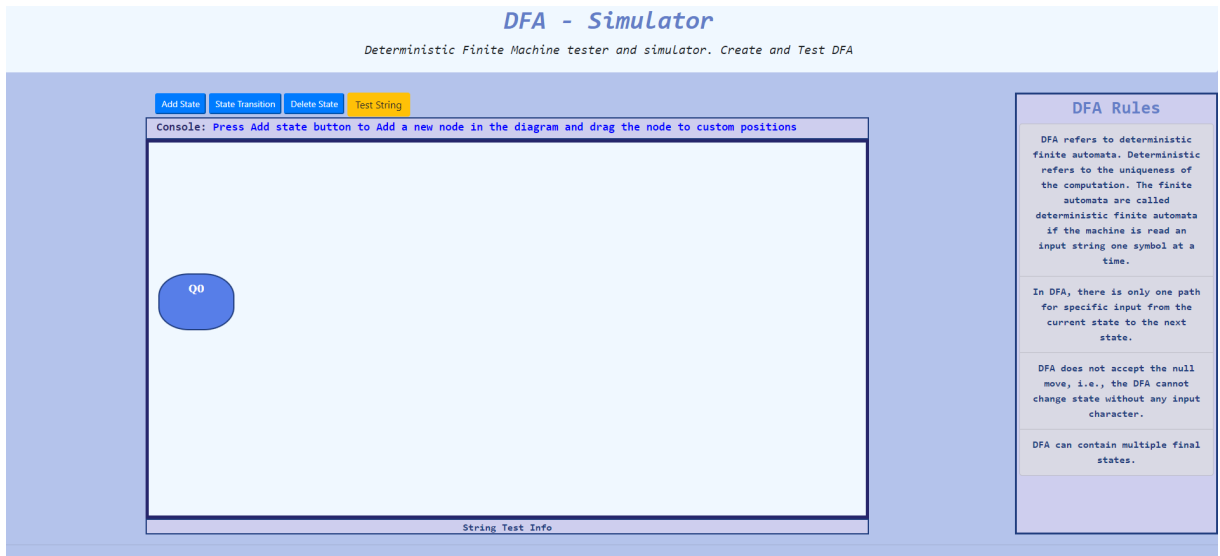 DFA - Simulator
Deterministic Finite Machine tester and simulator. Create and Test DFA
Add State
State Transition
Delete State
Test String
Console: Press Add state button to Add a new node in the diagram and drag the node to custom positions
Q0
String Test Info
DFA Rules
DFA refers to deterministic
finite automata. Deterministic
refers to the uniqueness of
the computation. The finite
automata are called
deterministic finite automata
if the machine is read an
input string one symbol at a
time.
In DFA, there is only one path
for specific input from the
current state to the next
state.
DFA does not accept the null
move, i.e., the DFA cannot
change state without any input
character.
DFA can contain multiple final
states.